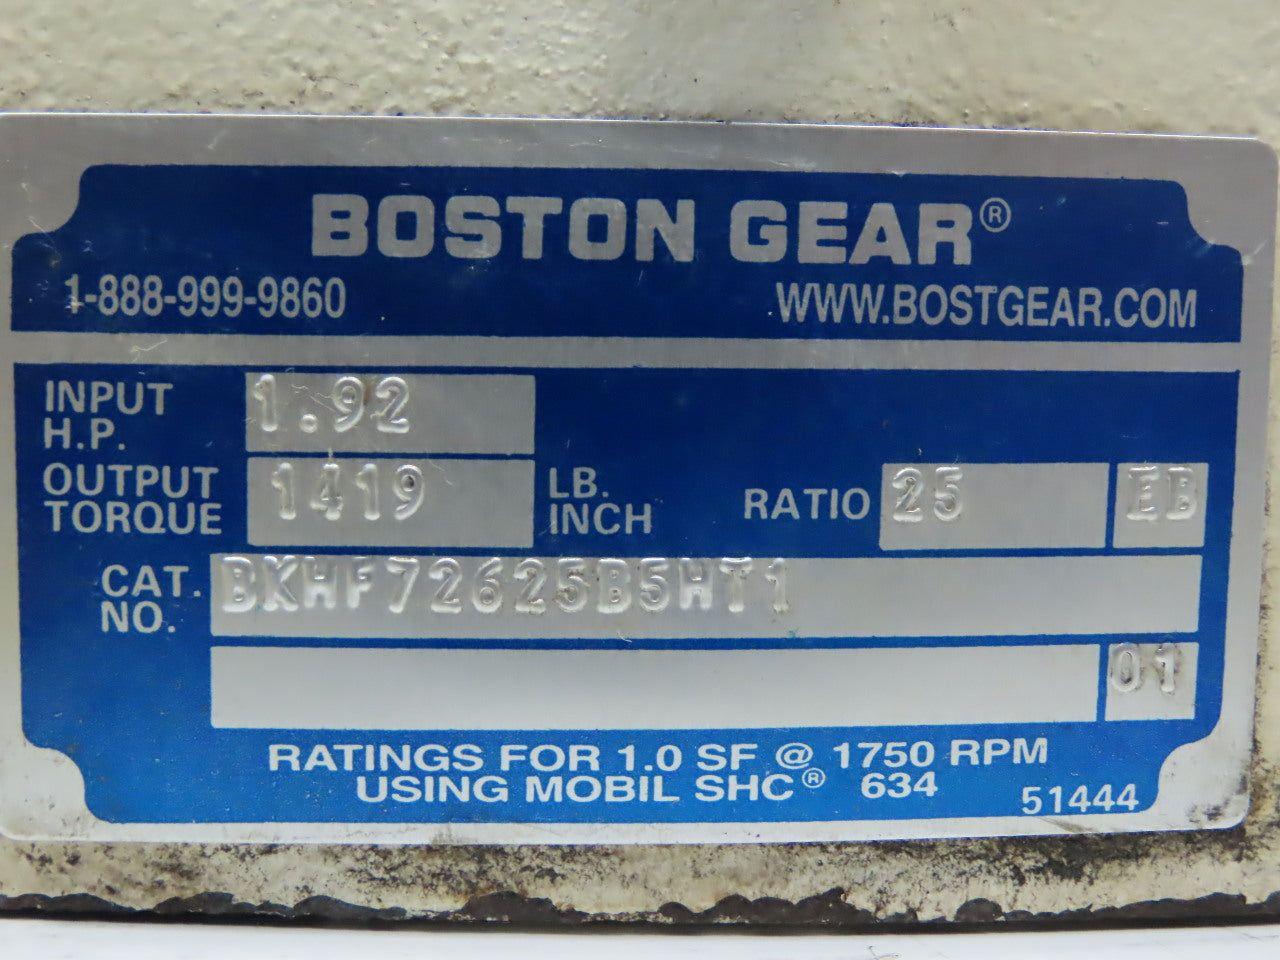 BOSTON GEAR®
1-888-999-9860 WWW.BOSTGEAR.COM
INPUT H.P. 1.92
OUTPUT TORQUE 1419 LB. INCH RATIO 25 EB
CAT. NO. BKHF72625B5HT1
01
RATINGS FOR 1.0 SF @ 1750 RPM
USING MOBIL SHC® 634
51444